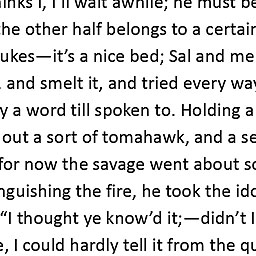 inks I, I'll wait awhile; he must be
the other half belongs to a certain
ukes—it's a nice bed; Sal and me
and smelt it, and tried every way
y a word till spoken to. Holding a
out a sort of tomahawk, and a se
for now the savage went about so
nguishing the fire, he took the ido
"I thought ye know'd it;—didn't I
e, I could hardly tell it from the qu